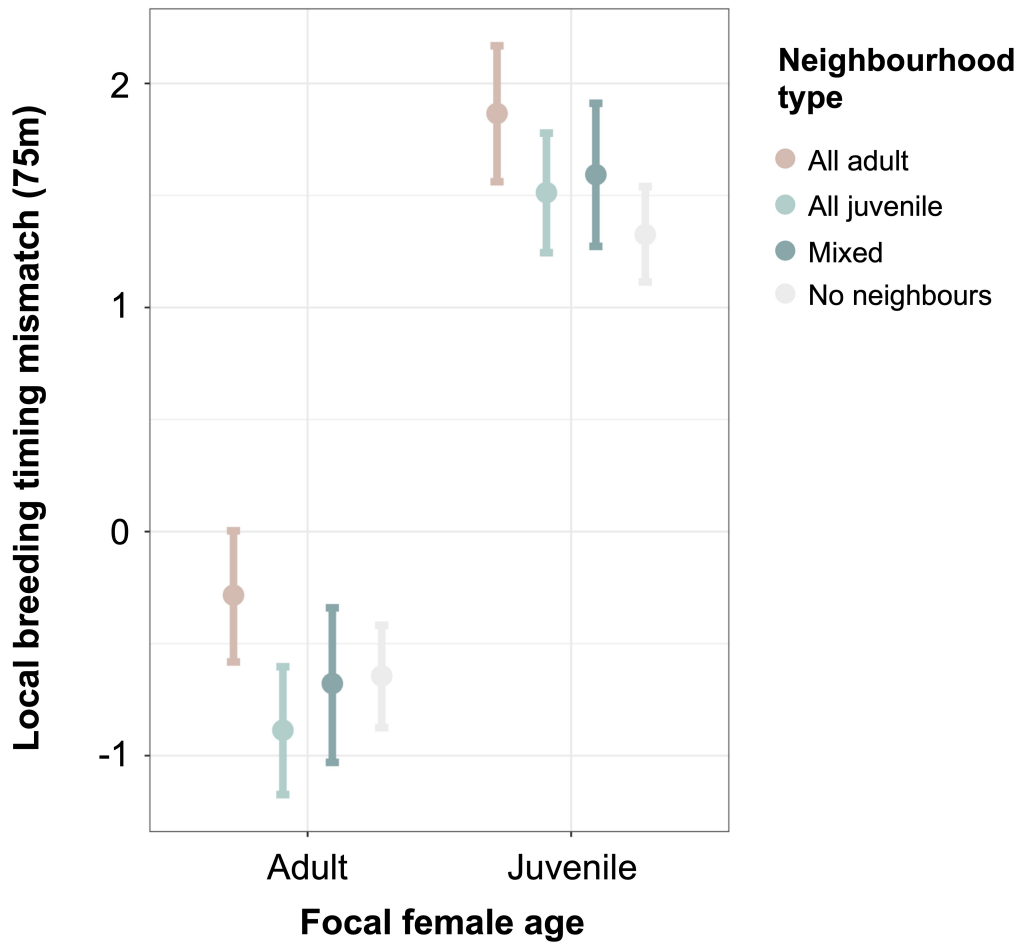 Local breeding timing mismatch (75m)
2
1
0
-1
Adult
Juvenile
Focal female age
Neighbourhood
type
All adult
All juvenile
Mixed
No neighbours